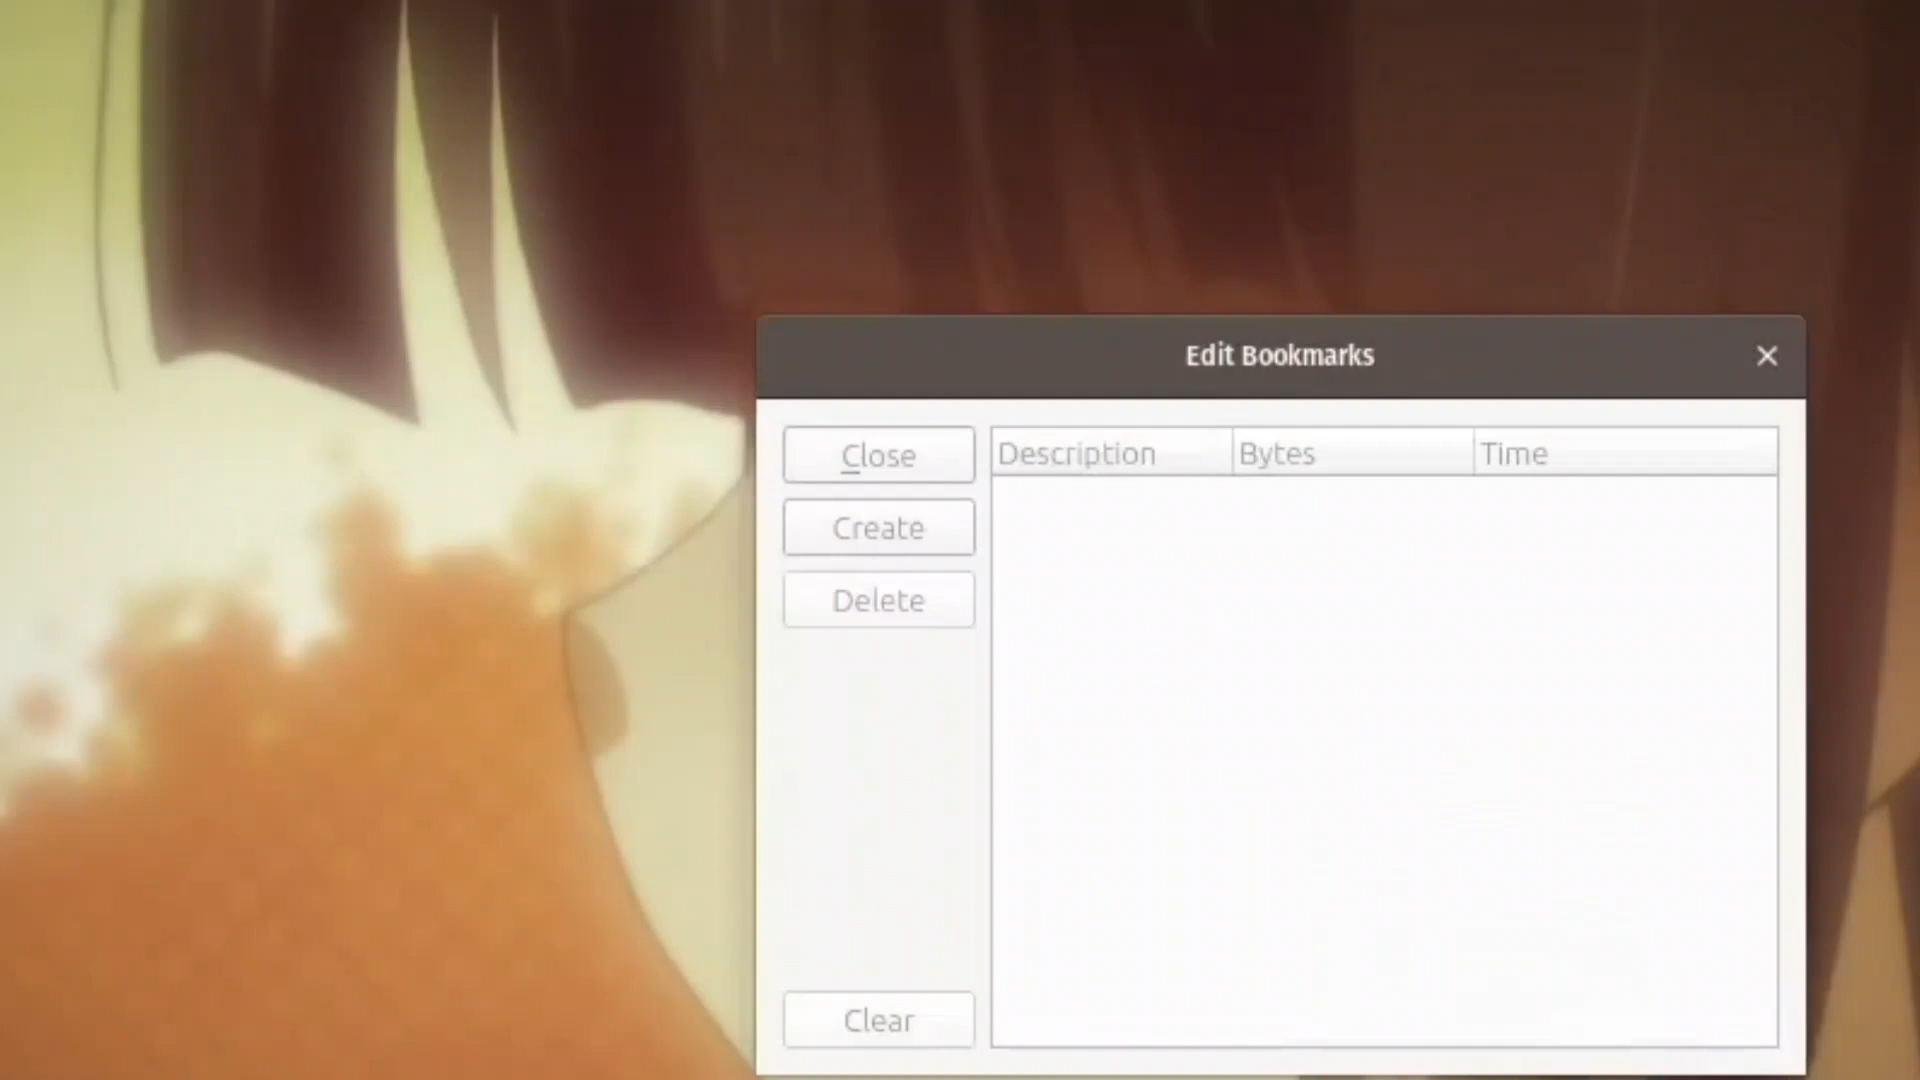 Edit Bookmarks
Close
Create
Delete
Clear
Description Bytes Time